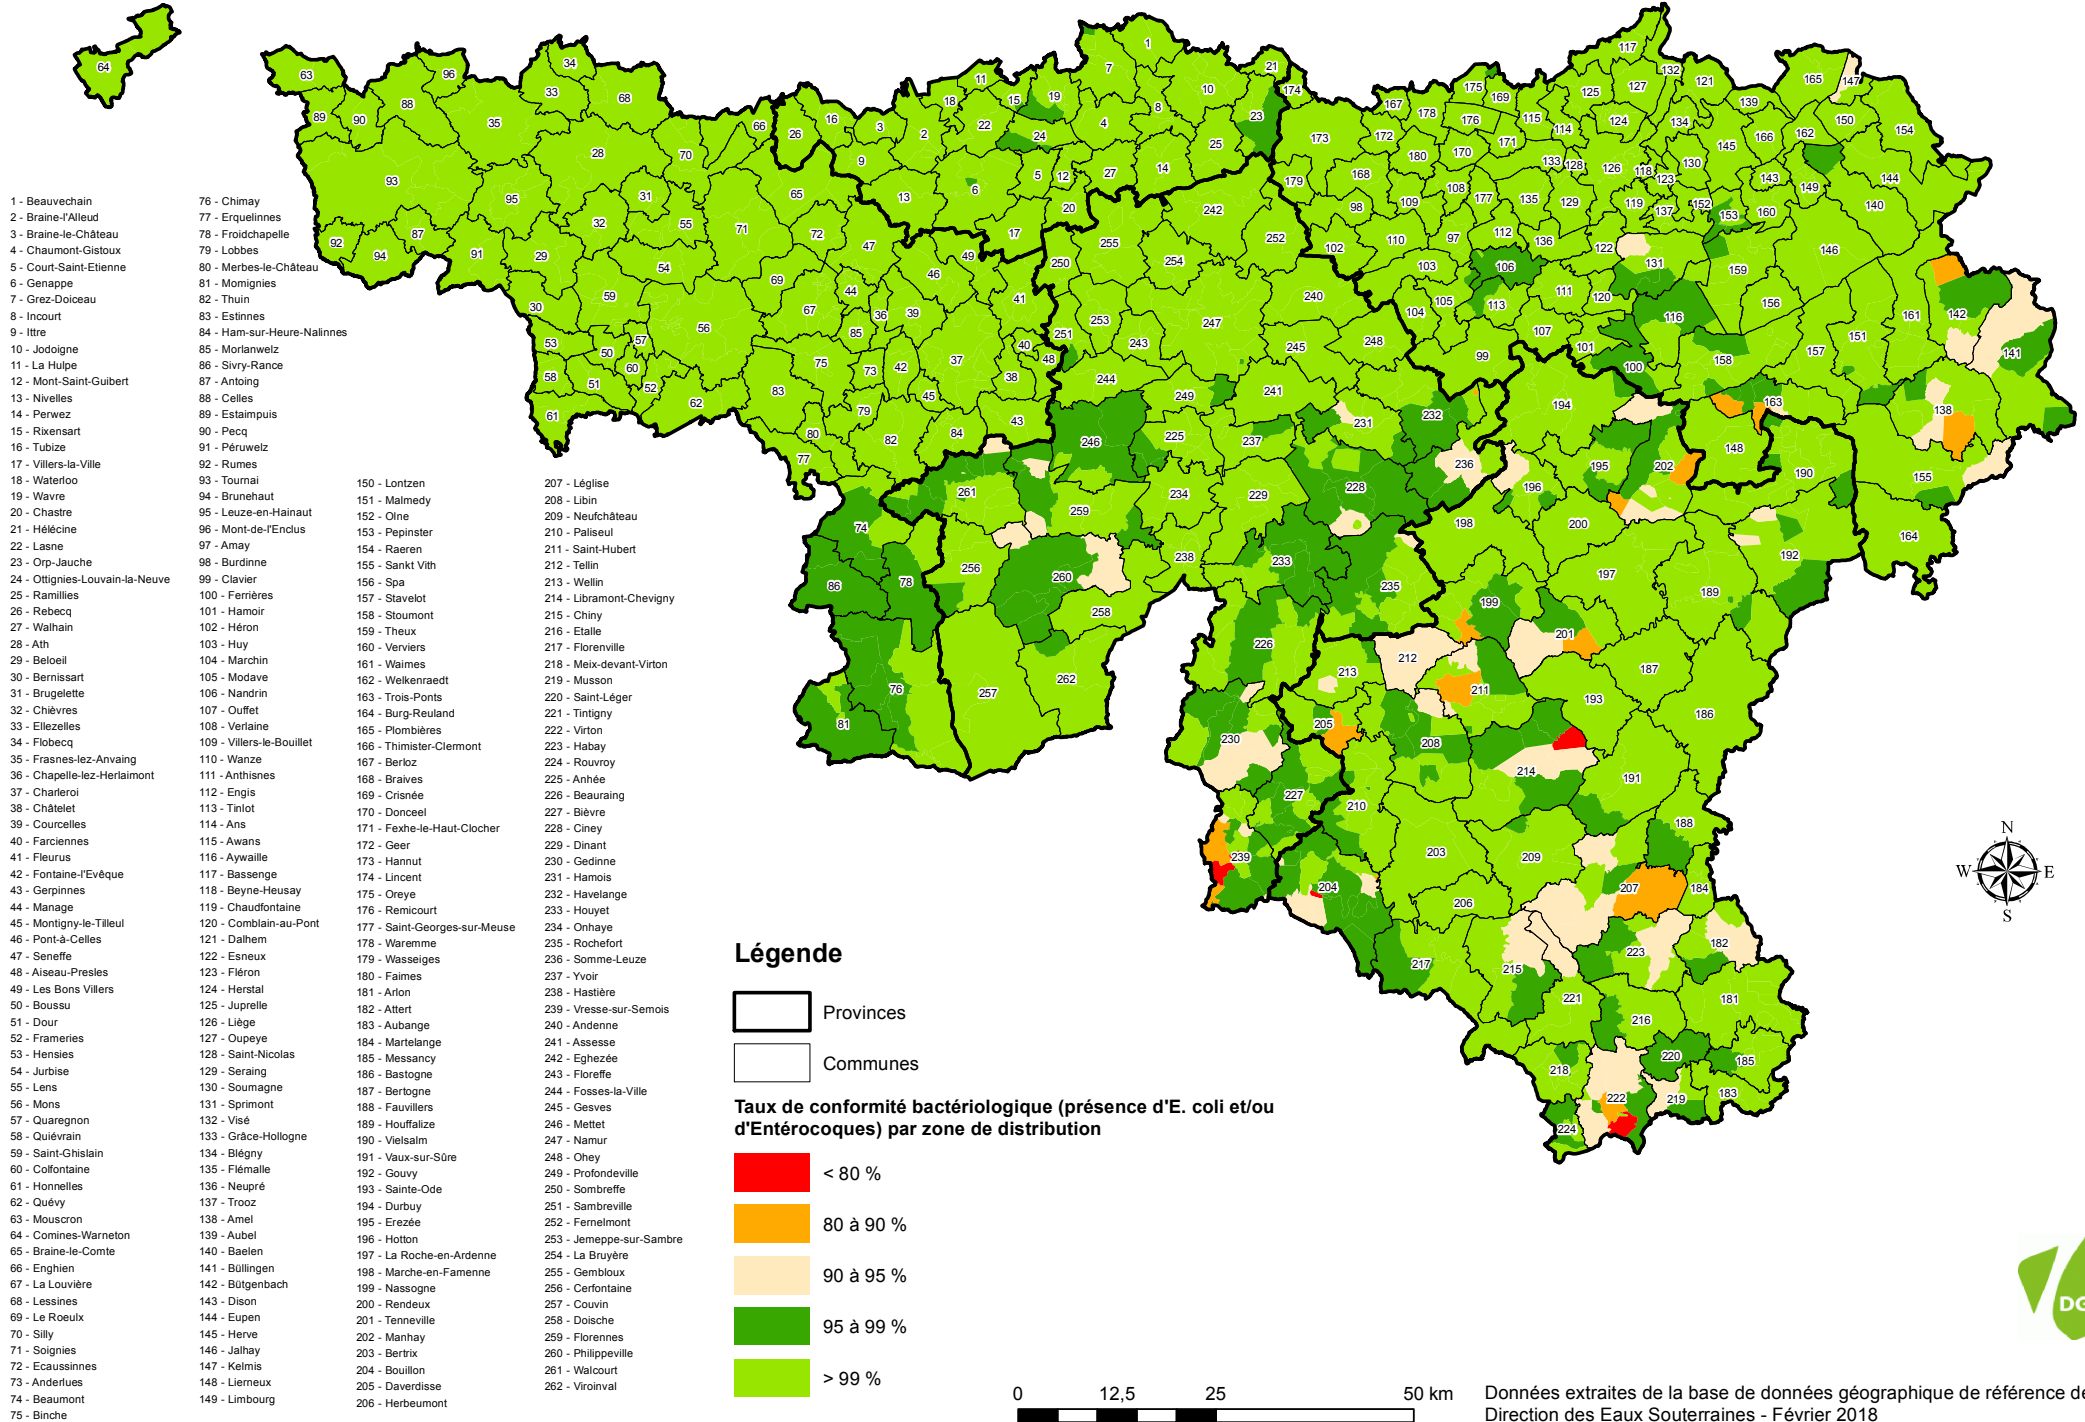 1 - Beauvechain
2 - Braine-l'Alleud
3 - Braine-le-Château
4 - Chaumont-Gistoux
5 - Court-Saint-Etienne
6 - Genappe
7 - Grez-Doiceau
8 - Incourt
9 - Ittre
10 - Jodoigne
11 - La Hulpe
12 - Mont-Saint-Guibert
13 - Nivelles
14 - Perwez
15 - Rixensart
16 - Tubize
17 - Villers-la-Ville
18 - Waterloo
19 - Wavre
20 - Chastre
21 - Hélécine
22 - Lasne
23 - Orp-Jauche
24 - Ottignies-Louvain-la-Neuve
25 - Ramillies
26 - Rebecq
27 - Walhain
28 - Ath
29 - Beloeil
30 - Bernissart
31 - Brugelette
32 - Chièvres
33 - Ellezelles
34 - Flobecq
35 - Frasnes-lez-Anvaing
36 - Chapelle-lez-Herlaimont
37 - Charleroi
38 - Châtelet
39 - Courcelles
40 - Farciennes
41 - Fleurus
42 - Fontaine-l'Evêque
43 - Gerpinnes
44 - Manage
45 - Montigny-le-Tilleul
46 - Pont-à-Celles
47 - Seneffe
48 - Aiseau-Presles
49 - Les Bons Villers
50 - Boussu
51 - Dour
52 - Frameries
53 - Hensies
54 - Jurbise
55 - Lens
56 - Mons
57 - Quaregnon
58 - Quiévrain
59 - Saint-Ghislain
60 - Colfontaine
61 - Honnelles
62 - Quévy
63 - Mouscron
64 - Comines-Warneton
65 - Braine-le-Comte
66 - Enghien
67 - La Louvière
68 - Lessines
69 - Le Roeulx
70 - Silly
71 - Soignies
72 - Ecaussinnes
73 - Anderlues
74 - Beaumont
75 - Binche
76 - Chimay
77 - Erquelinnes
78 - Froidchapelle
79 - Lobbes
80 - Merbes-le-Château
81 - Momignies
82 - Thuin
83 - Estinnes
84 - Ham-sur-Heure-Nalinnes
85 - Morlanwelz
86 - Sivry-Rance
87 - Antoing
88 - Celles
89 - Estaimpuis
90 - Pecq
91 - Péruwelz
92 - Rumes
93 - Tournai
94 - Brunehaut
95 - Leuze-en-Hainaut
96 - Mont-de-l'Enclus
97 - Amay
98 - Burdinne
99 - Clavier
100 - Ferrières
101 - Hamoir
102 - Héron
103 - Huy
104 - Marchin
105 - Modave
106 - Nandrin
107 - Ouffet
108 - Verlaine
109 - Villers-le-Bouillet
110 - Wanze
111 - Anthisnes
112 - Engis
113 - Tinlot
114 - Ans
115 - Awans
116 - Aywaille
117 - Bassenge
118 - Beyne-Heusay
119 - Chaudfontaine
120 - Comblain-au-Pont
121 - Dalhem
122 - Esneux
123 - Fléron
124 - Herstal
125 - Juprelle
126 - Liège
127 - Oupeye
128 - Saint-Nicolas
129 - Seraing
130 - Soumagne
131 - Sprimont
132 - Visé
133 - Grâce-Hollogne
134 - Blégny
135 - Flémalle
136 - Neupré
137 - Trooz
138 - Amel
139 - Aubel
140 - Baelen
141 - Büllingen
142 - Bütgenbach
143 - Dison
144 - Eupen
145 - Herve
146 - Jalhay
147 - Kelmis
148 - Lierneux
149 - Limbourg
150 - Lontzen
151 - Malmedy
152 - Olne
153 - Pepinster
154 - Raeren
155 - Sankt Vith
156 - Spa
157 - Stavelot
158 - Stoumont
159 - Theux
160 - Verviers
161 - Waimes
162 - Welkenraedt
163 - Trois-Ponts
164 - Burg-Reuland
165 - Plombières
166 - Thimister-Clermont
167 - Berloz
168 - Braives
169 - Crisnée
170 - Donceel
171 - Fexhe-le-Haut-Clocher
172 - Geer
173 - Hannut
174 - Lincent
175 - Oreye
176 - Remicourt
177 - Saint-Georges-sur-Meuse
178 - Waremme
179 - Wasseiges
180 - Faimes
181 - Arlon
182 - Attert
183 - Aubange
184 - Martelange
185 - Messancy
186 - Bastogne
187 - Bertogne
188 - Fauvillers
189 - Houffalize
190 - Vielsalm
191 - Vaux-sur-Sûre
192 - Gouvy
193 - Sainte-Ode
194 - Durbuy
195 - Erezée
196 - Hotton
197 - La Roche-en-Ardenne
198 - Marche-en-Famenne
199 - Nassogne
200 - Rendeux
201 - Tenneville
202 - Manhay
203 - Bertrix
204 - Bouillon
205 - Daverdisse
206 - Herbeumont
207 - Léglise
208 - Libin
209 - Neufchâteau
210 - Paliseul
211 - Saint-Hubert
212 - Tellin
213 - Wellin
214 - Libramont-Chevigny
215 - Chiny
216 - Etalle
217 - Florenville
218 - Meix-devant-Virton
219 - Musson
220 - Saint-Léger
221 - Tintigny
222 - Virton
223 - Habay
224 - Rouvroy
225 - Anhée
226 - Beauraing
227 - Bièvre
228 - Ciney
229 - Dinant
230 - Gedinne
231 - Hamois
232 - Havelange
233 - Houyet
234 - Onhaye
235 - Rochefort
236 - Somme-Leuze
237 - Yvoir
238 - Hastière
239 - Vresse-sur-Semois
240 - Andenne
241 - Assesse
242 - Eghezée
243 - Floreffe
244 - Fosses-la-Ville
245 - Gesves
246 - Mettet
247 - Namur
248 - Ohey
249 - Profondeville
250 - Sombreffe
251 - Sambreville
252 - Fernelmont
253 - Jemeppe-sur-Sambre
254 - La Bruyère
255 - Gembloux
256 - Cerfontaine
257 - Couvin
258 - Doische
259 - Florennes
260 - Philippeville
261 - Walcourt
262 - Viroinval
Légende
Provinces
Communes
Taux de conformité bactériologique (présence d'E. coli et/ou
d'Entérocoques) par zone de distribution
< 80 %
80 à 90 %
90 à 95 %
95 à 99 %
> 99 %
N
W E
S
0 12,5 25 50 km
Données extraites de la base de données géographique de référence de
Direction des Eaux Souterraines - Février 2018
DG